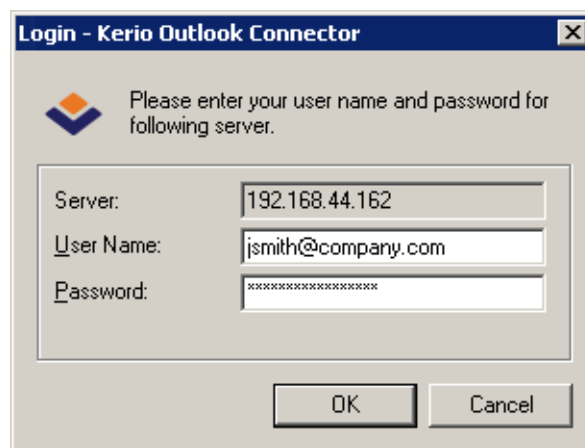 Login - Kerio Outlook Connector
Please enter your user name and password for
following server.
Server:
192.168.44.162
User Name:
jsmith@company.com
Password:
*****************
OK
Cancel